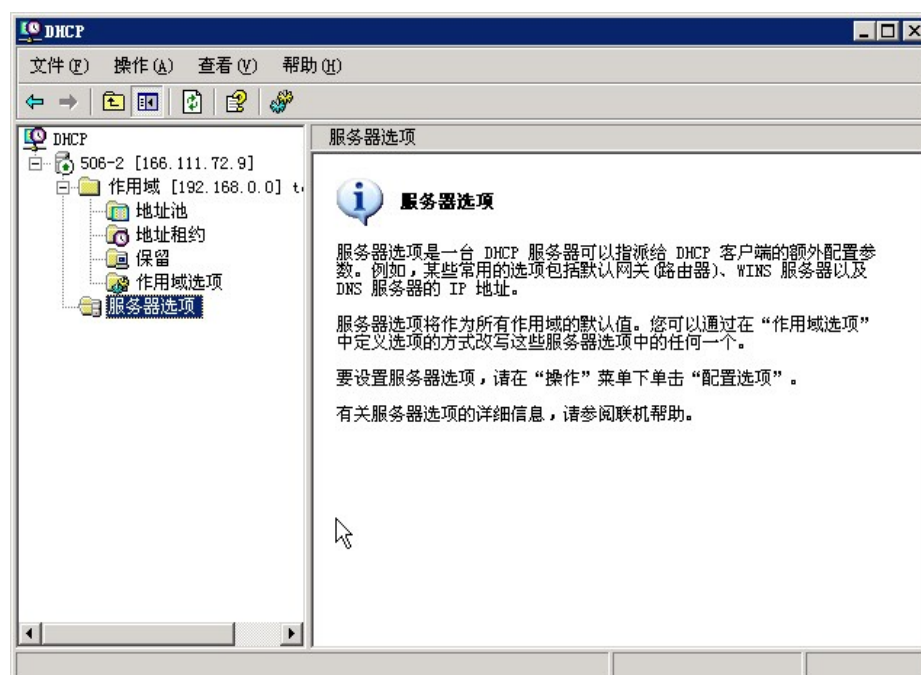 DHCP
文件(F) 操作(A) 查看(V) 帮助(H)
DHCP
506-2 [166.111.72.9]
作用域 [192.168.0.0] t
地址池
地址租约
保留
作用域选项
服务器选项
服务器选项
服务器选项
服务器选项是一台 DHCP 服务器可以指派给 DHCP 客户端的额外配置参
数。例如，某些常用的选项包括默认网关(路由器)、WINS 服务器以及
DNS 服务器的 IP 地址。
服务器选项将作为所有作用域的默认值。您可以通过在“作用域选项”
中定义选项的方式改写这些服务器选项中的任何一个。
要设置服务器选项，请在“操作”菜单下单击“配置选项”。
有关服务器选项的详细信息，请参阅联机帮助。